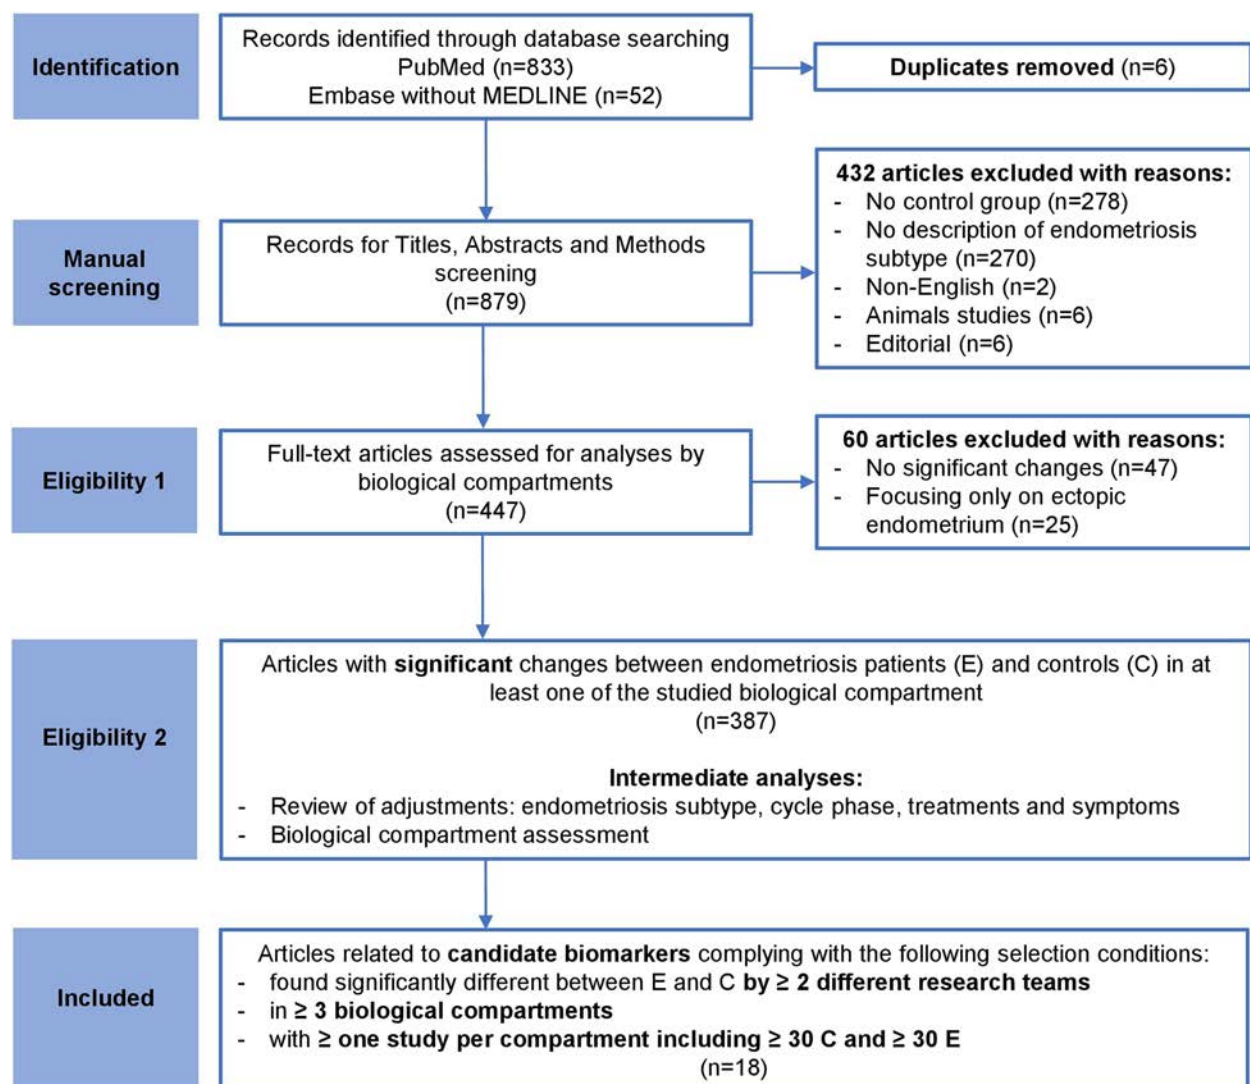 Identification
Records identified through database searching
PubMed (n=833)
Embase without MEDLINE (n=52)
Duplicates removed (n=6)
Manual
screening
Records for Titles, Abstracts and Methods
screening
(n=879)
432 articles excluded with reasons:
- No control group (n=278)
- No description of endometriosis
subtype (n=270)
- Non-English (n=2)
- Animals studies (n=6)
- Editorial (n=6)
Eligibility 1
Full-text articles assessed for analyses by
biological compartments
(n=447)
60 articles excluded with reasons:
- No significant changes (n=47)
- Focusing only on ectopic
endometrium (n=25)
Eligibility 2
Articles with significant changes between endometriosis patients (E) and controls (C) in at
least one of the studied biological compartment
(n=387)
Intermediate analyses:
- Review of adjustments: endometriosis subtype, cycle phase, treatments and symptoms
- Biological compartment assessment
Included
Articles related to candidate biomarkers complying with the following selection conditions:
- found significantly different between E and C by ≥ 2 different research teams
- in ≥ 3 biological compartments
- with ≥ one study per compartment including ≥ 30 C and ≥ 30 E
(n=18)